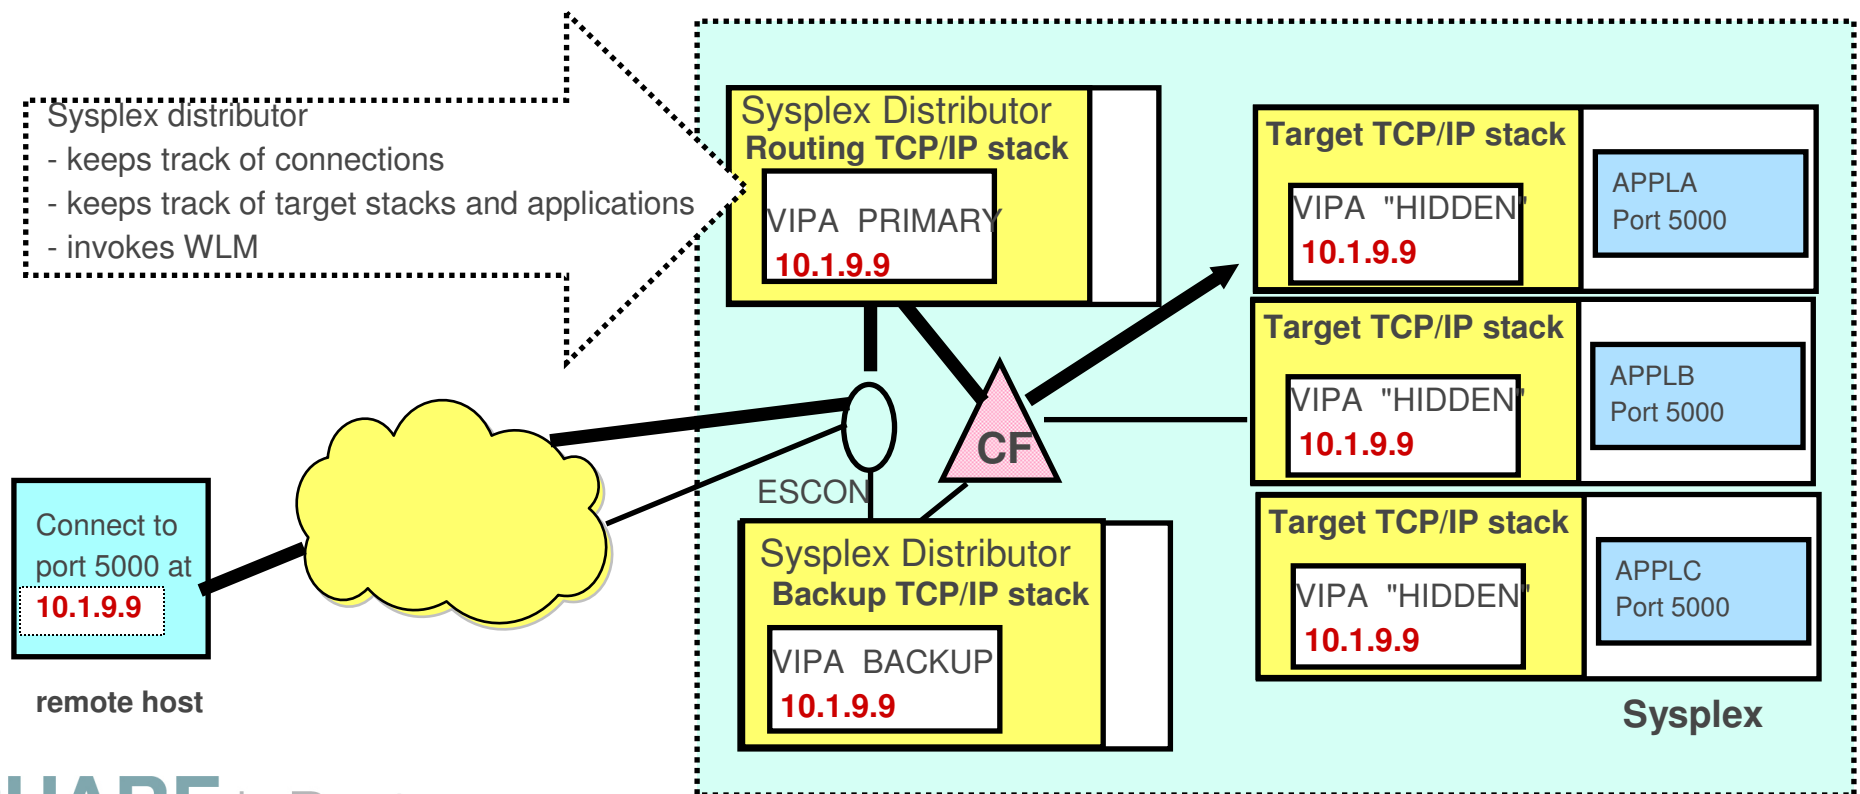 Sysplex distributor
- keeps track of connections
- keeps track of target stacks and applications
- invokes WLM
Sysplex Distributor
Routing TCP/IP stack
VIPA PRIMARY
10.1.9.9
Target TCP/IP stack
VIPA "HIDDEN"
10.1.9.9
APPLA
Port 5000
Target TCP/IP stack
VIPA "HIDDEN"
10.1.9.9
APPLB
Port 5000
CF
ESCON
Connect to
port 5000 at
10.1.9.9
remote host
Sysplex Distributor
Backup TCP/IP stack
VIPA BACKUP
10.1.9.9
Target TCP/IP stack
VIPA "HIDDEN"
10.1.9.9
APPLC
Port 5000
Sysplex